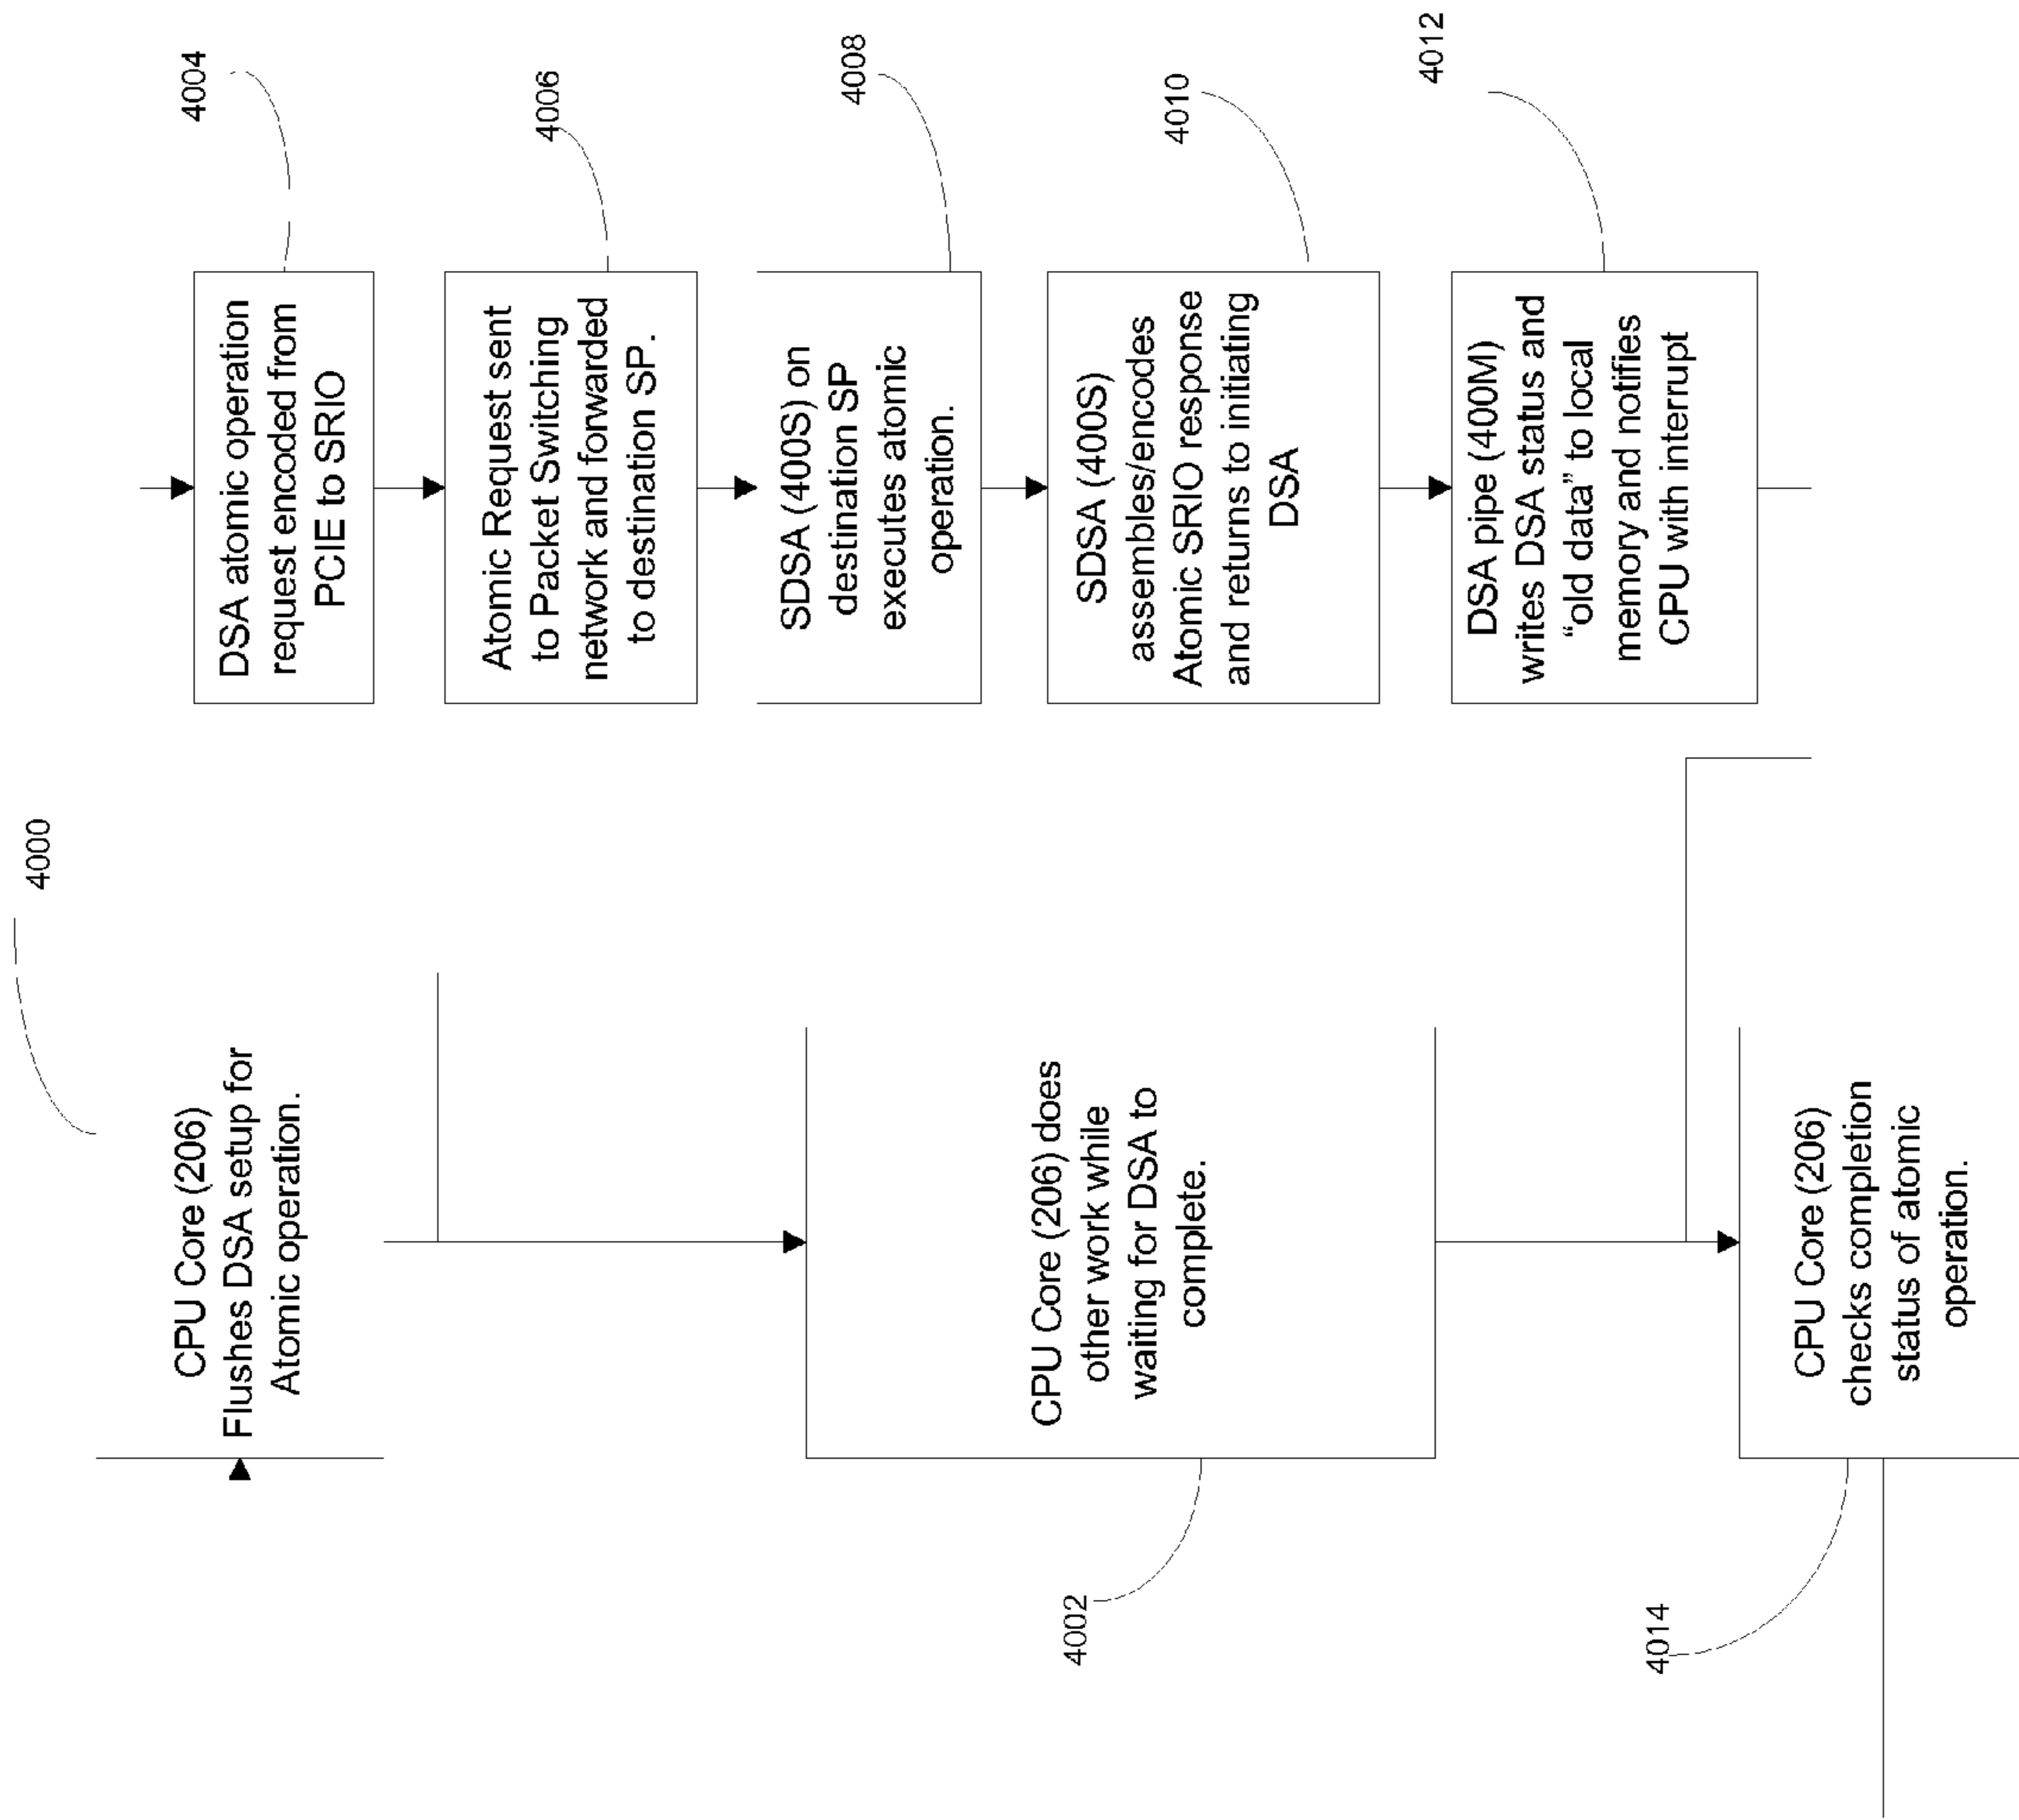 4000
CPU Core (206)
Flushes DSA setup for
Atomic operation.
4002
CPU Core (206) does
other work while
waiting for DSA to
complete.
4014
CPU Core (206)
checks completion
status of atomic
operation.
4004
DSA atomic operation
request encoded from
PCIE to SRIO
4006
Atomic Request sent
to Packet Switching
network and forwarded
to destination SP.
4008
SDSA (400S) on
destination SP
executes atomic
operation.
4010
SDSA (400S)
assembles/encodes
Atomic SRIO response
and returns to initiating
DSA
4012
DSA pipe (400M)
writes DSA status and
“old data” to local
memory and notifies
CPU with interrupt